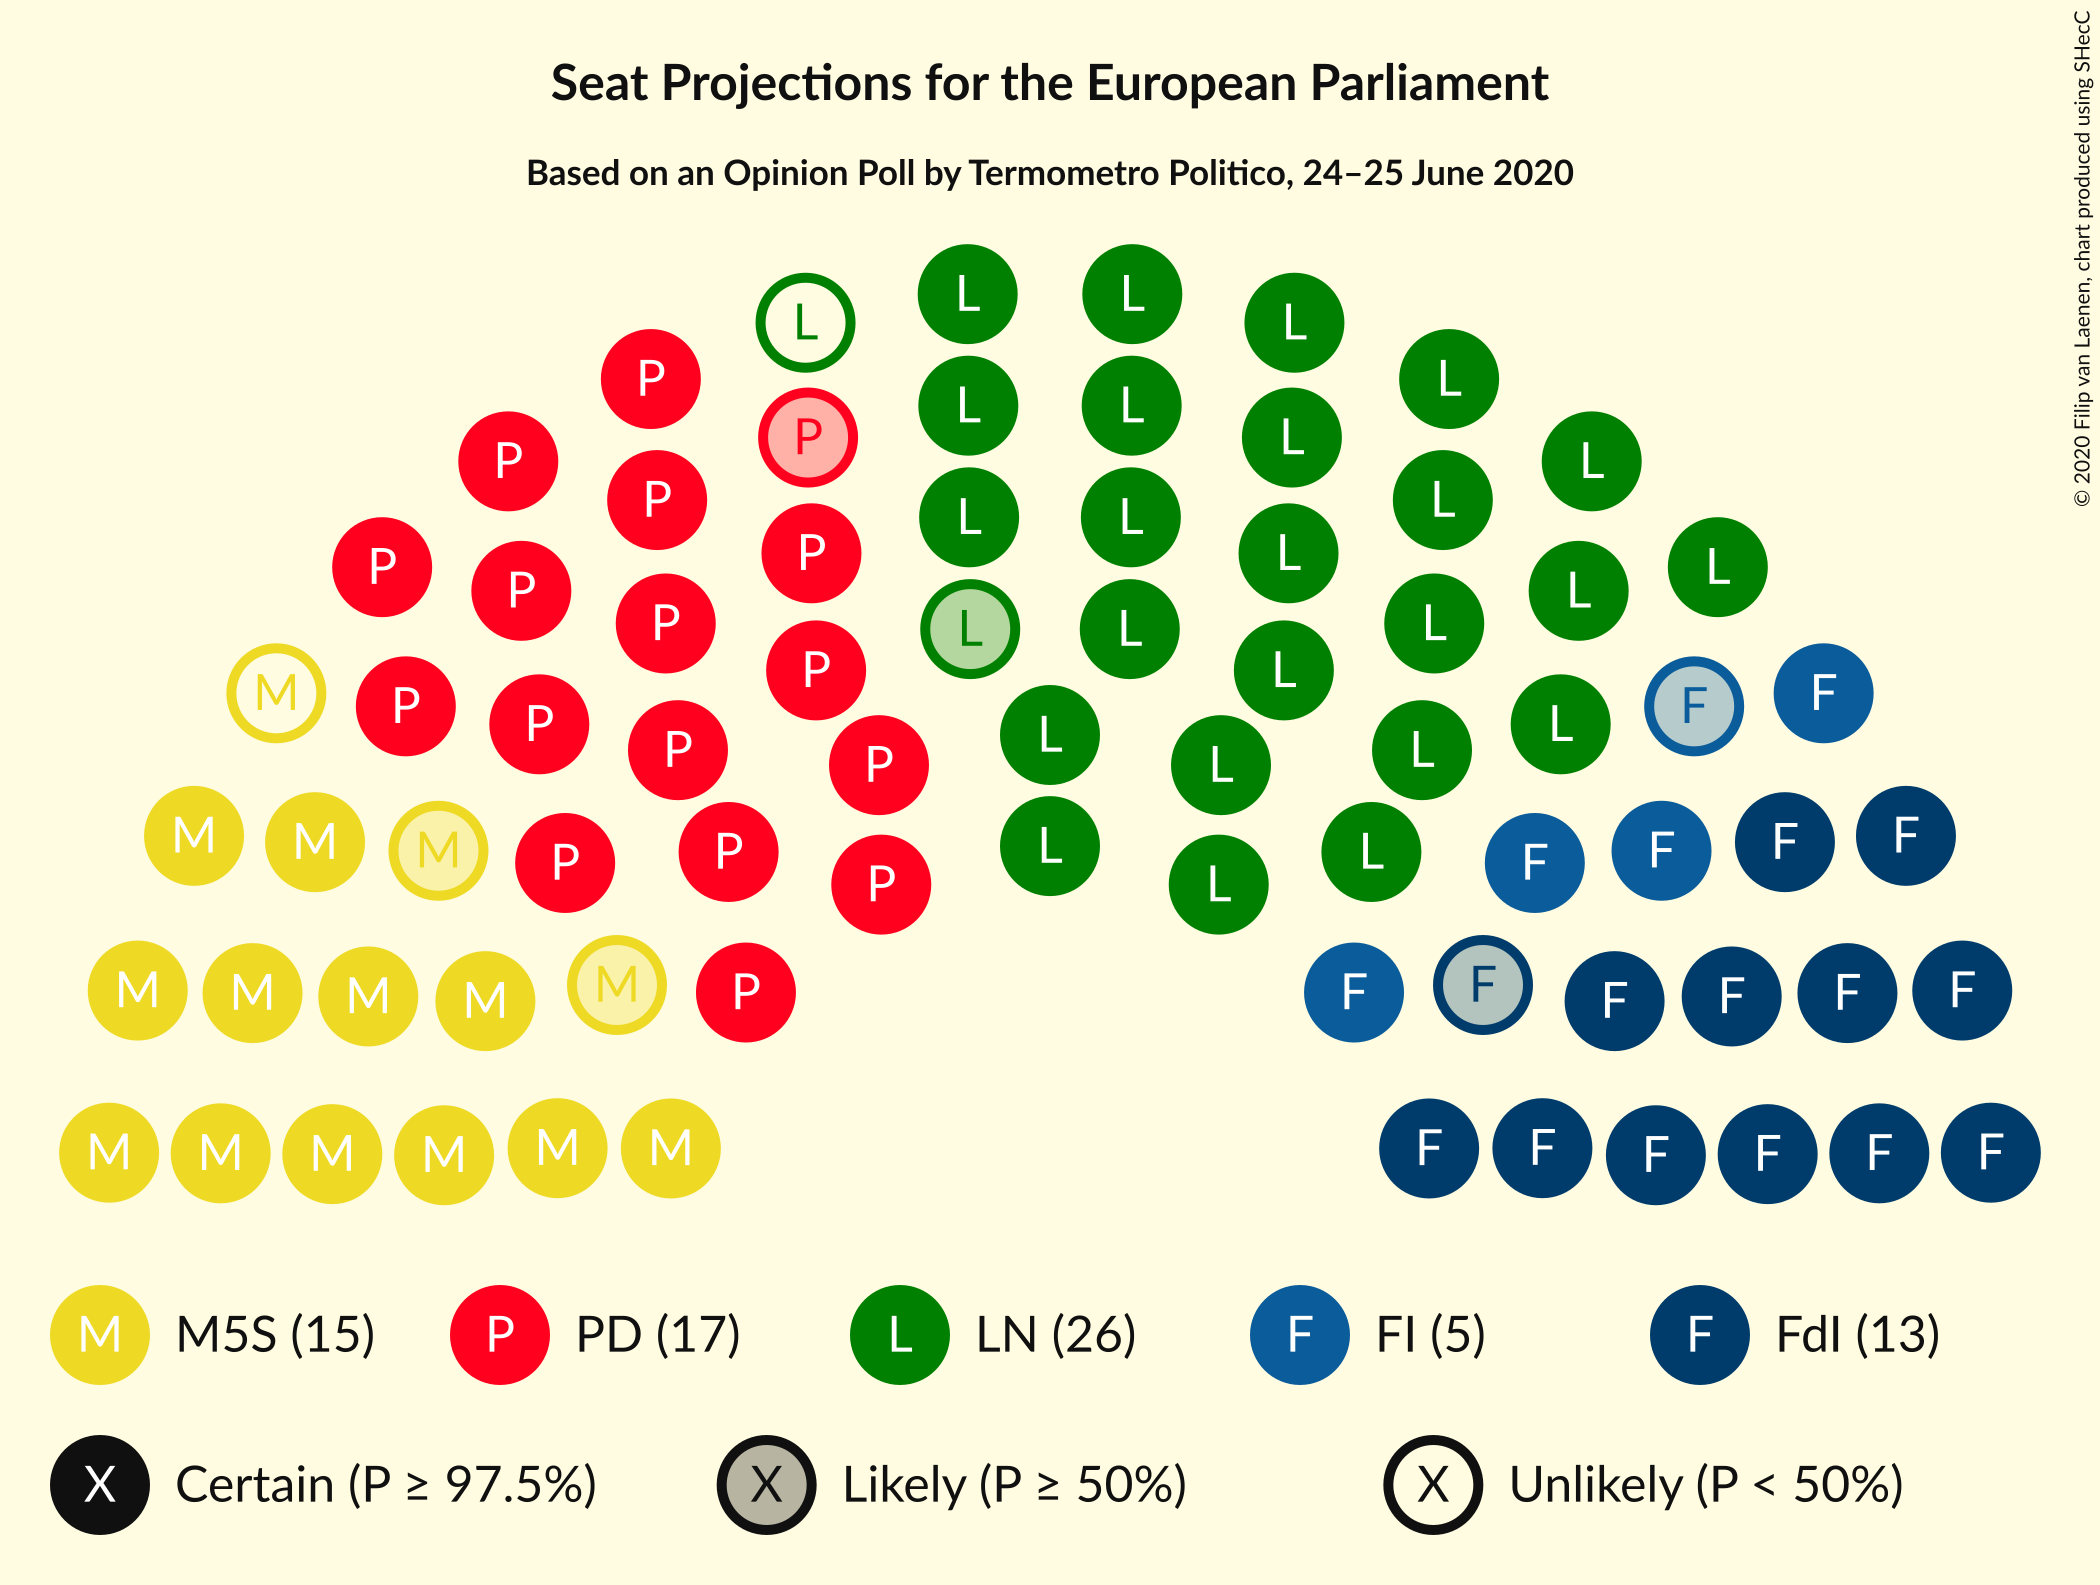 Seat Projections for the European Parliament
Based on an Opinion Poll by Termometro Politico, 24–25 June 2020
© 2020 Filip van Laenen, chart produced using SHecC
L L L L
P L
P P L L L L
P L L
P P L L L L
P P L L
P P L L L L
M P P P L L L F F
P L P L
M M M P P P L L L F F F F
P L
M M M M M P F F F F F F
M M M M M M F F F F F F
M M5S (15) P PD (17) L LN (26) F FI (5) F FdI (13)
X Certain (P ≥ 97.5%) X Likely (P ≥ 50%) X Unlikely (P < 50%)